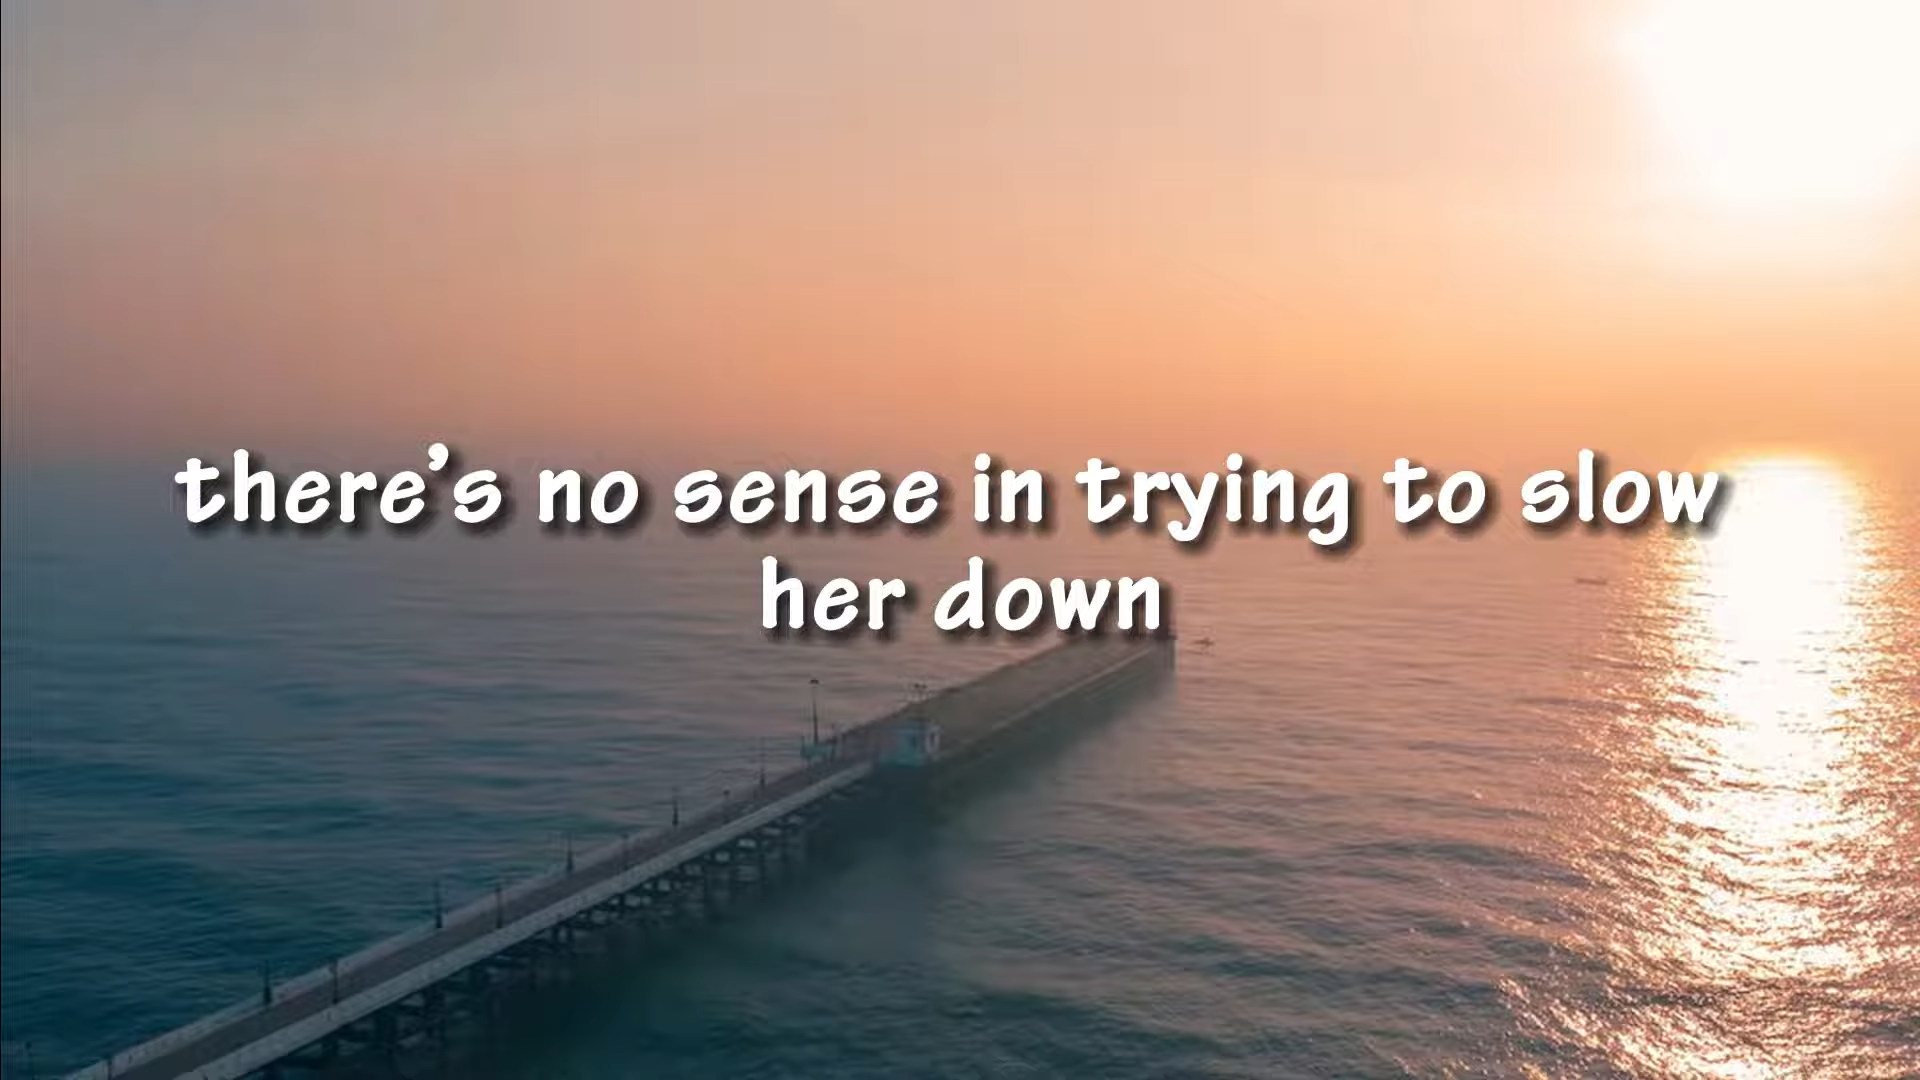 there’s no sense in trying to slow
her down